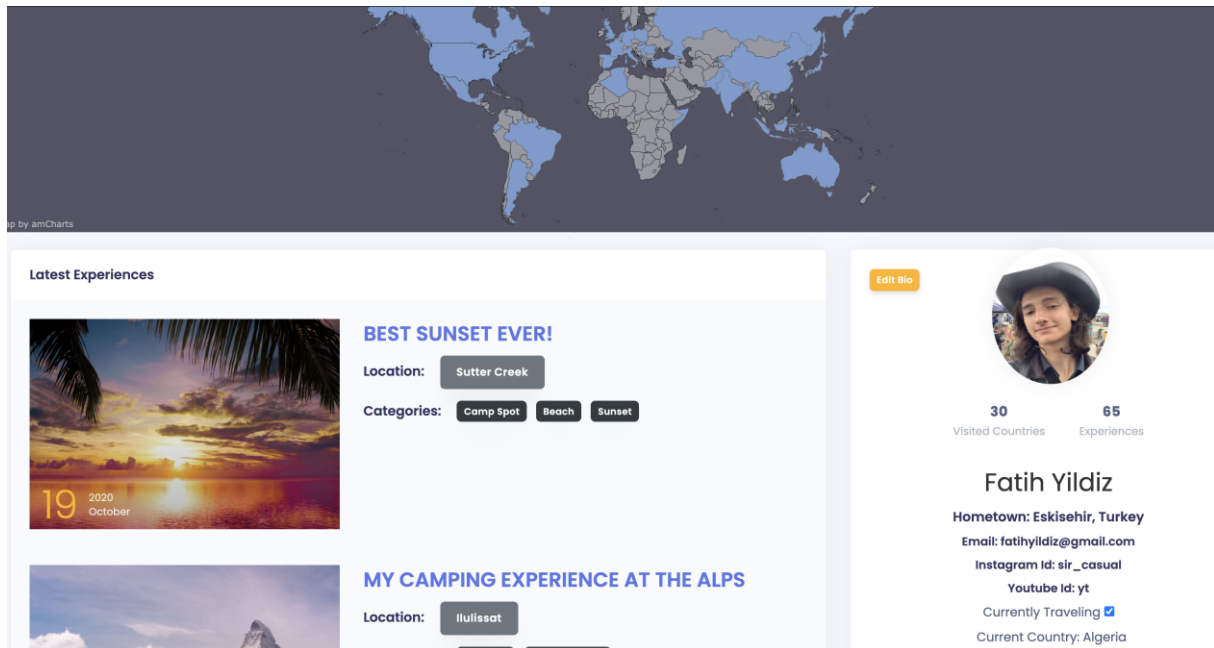 ap by amCharts
Latest Experiences
BEST SUNSET EVER!
Location: Sutter Creek
Categories: Camp Spot Beach Sunset
19 2020
October
MY CAMPING EXPERIENCE AT THE ALPS
Location: Ilulissat
Edit Bio
30 65
Visited Countries Experiences
Fatih Yildiz
Hometown: Eskisehir, Turkey
Email: fatihyildiz@gmail.com
Instagram Id: sir_casual
Youtube Id: yt
Currently Traveling
Current Country: Algeria